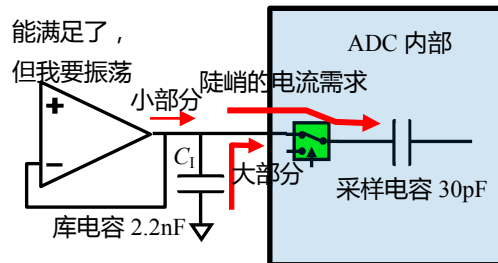 能满足了，
但我要振荡
ADC 内部
陡峭的电流需求
小部分
+
−
C_I
大部分
采样电容 30pF
库电容 2.2nF